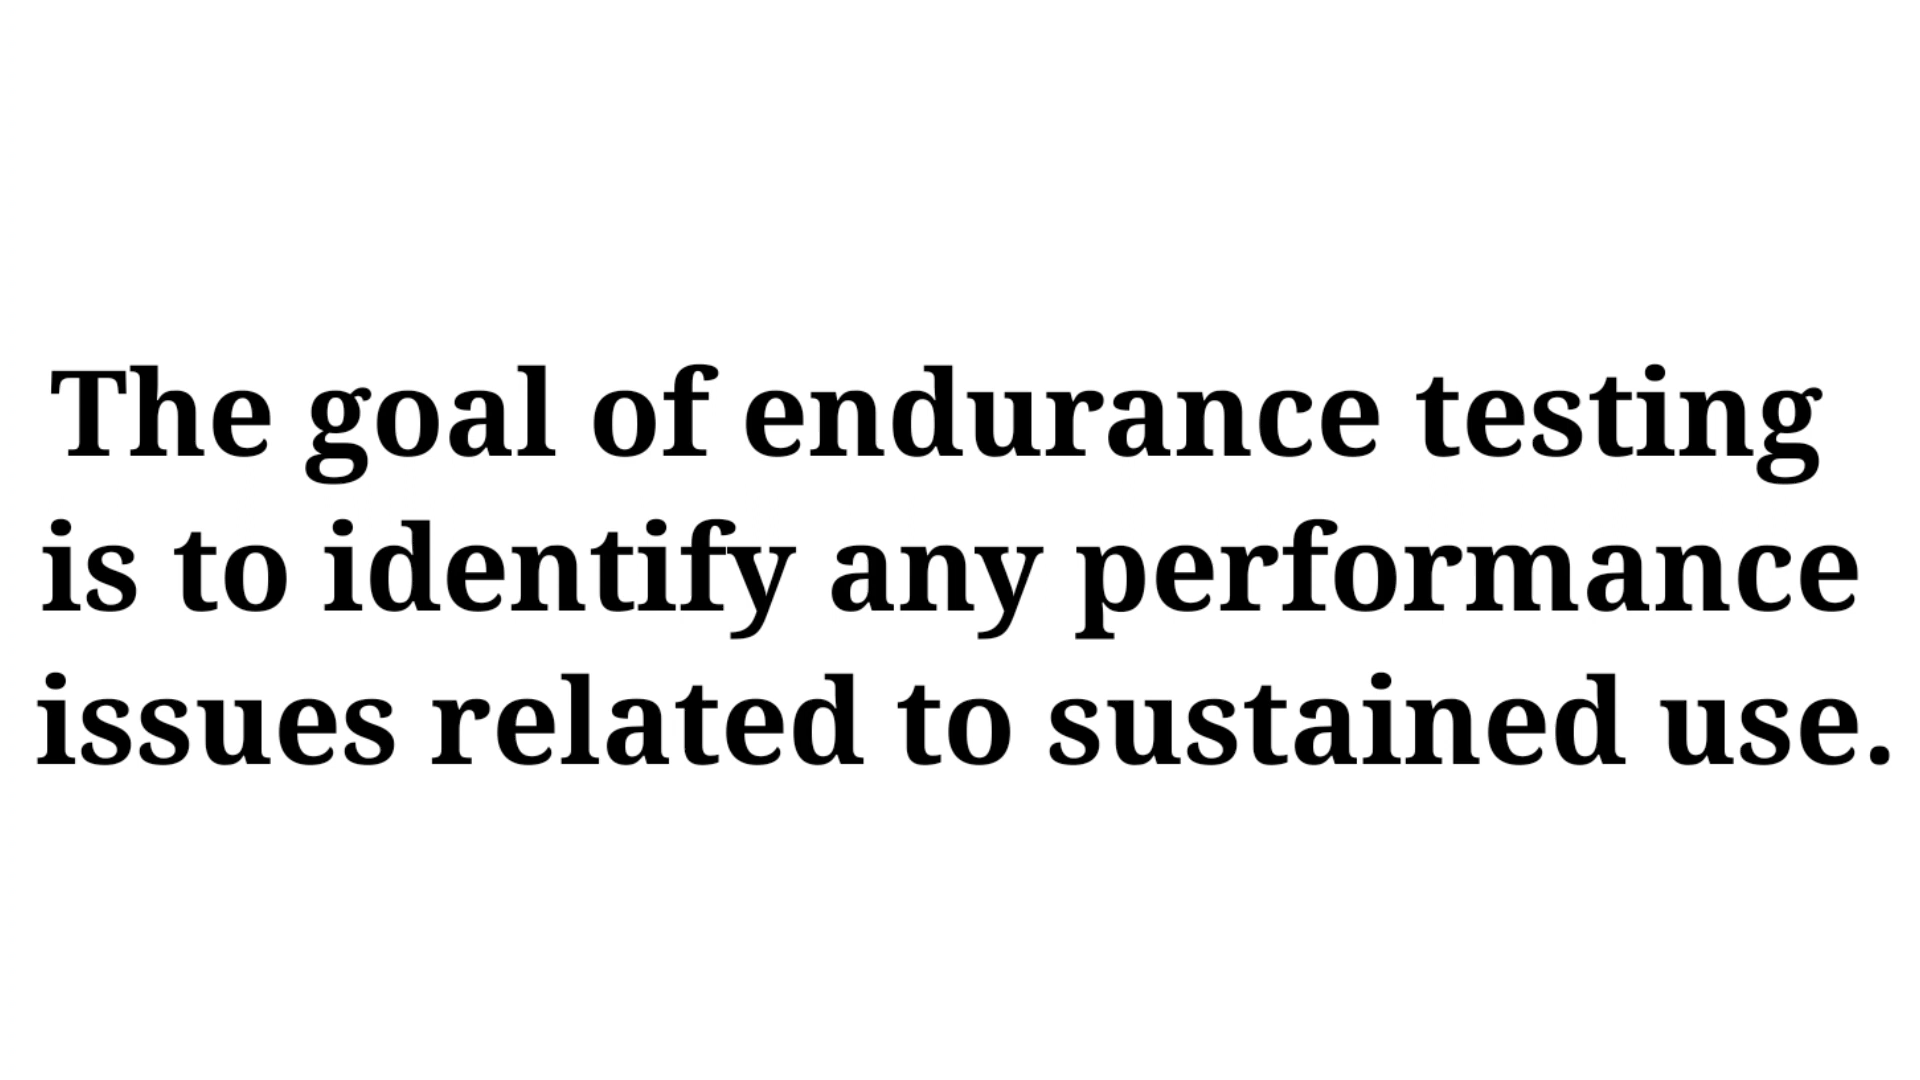 The goal of endurance testing
is to identify any performance
issues related to sustained use.